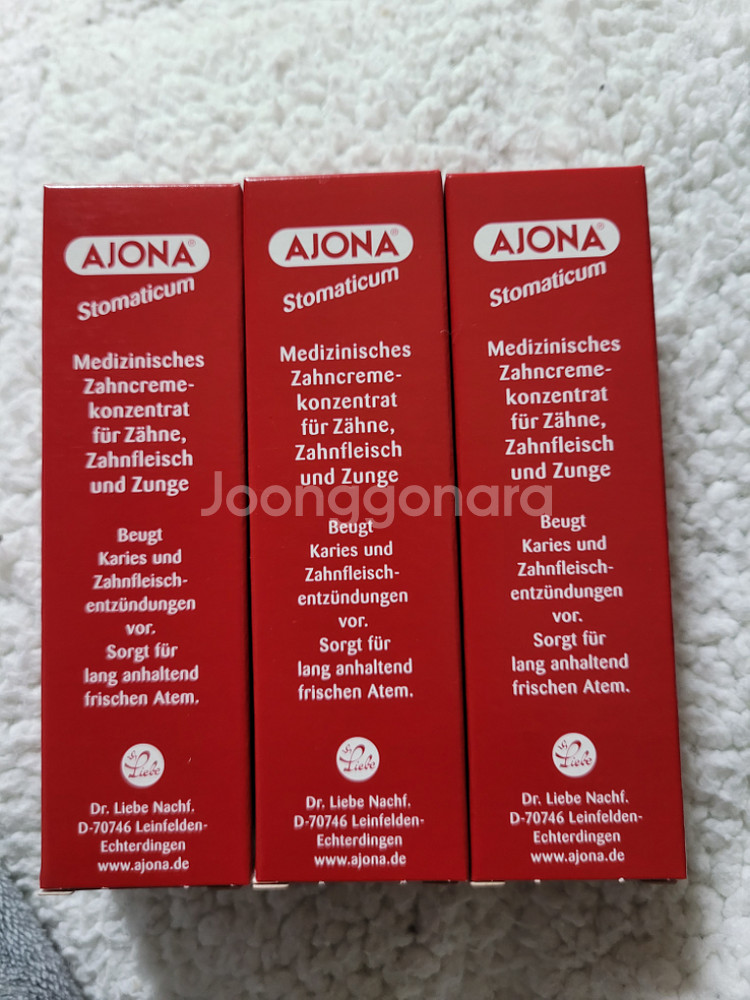 AJONA®
Stomaticum
Medizinisches
Zahncreme-
konzentrat
für Zähne,
Zahnfleisch
und Zunge
Beugt
Karies und
Zahnfleisch-
entzündungen
vor.
Sorgt für
lang anhaltend
frischen Atem.
Dr. Liebe
Dr. Liebe Nachf.
D-70746 Leinfelden-
Echterdingen
www.ajona.de
AJONA®
Stomaticum
Medizinisches
Zahncreme-
konzentrat
für Zähne,
Zahnfleisch
und Zunge
Beugt
Karies und
Zahnfleisch-
entzündungen
vor.
Sorgt für
lang anhaltend
frischen Atem.
Dr. Liebe
Dr. Liebe Nachf.
D-70746 Leinfelden-
Echterdingen
www.ajona.de
AJONA®
Stomaticum
Medizinisches
Zahncreme-
konzentrat
für Zähne,
Zahnfleisch
und Zunge
Beugt
Karies und
Zahnfleisch-
entzündungen
vor.
Sorgt für
lang anhaltend
frischen Atem.
Dr. Liebe
Dr. Liebe Nachf.
D-70746 Leinfelden-
Echterdingen
www.ajona.de
Joonggonara